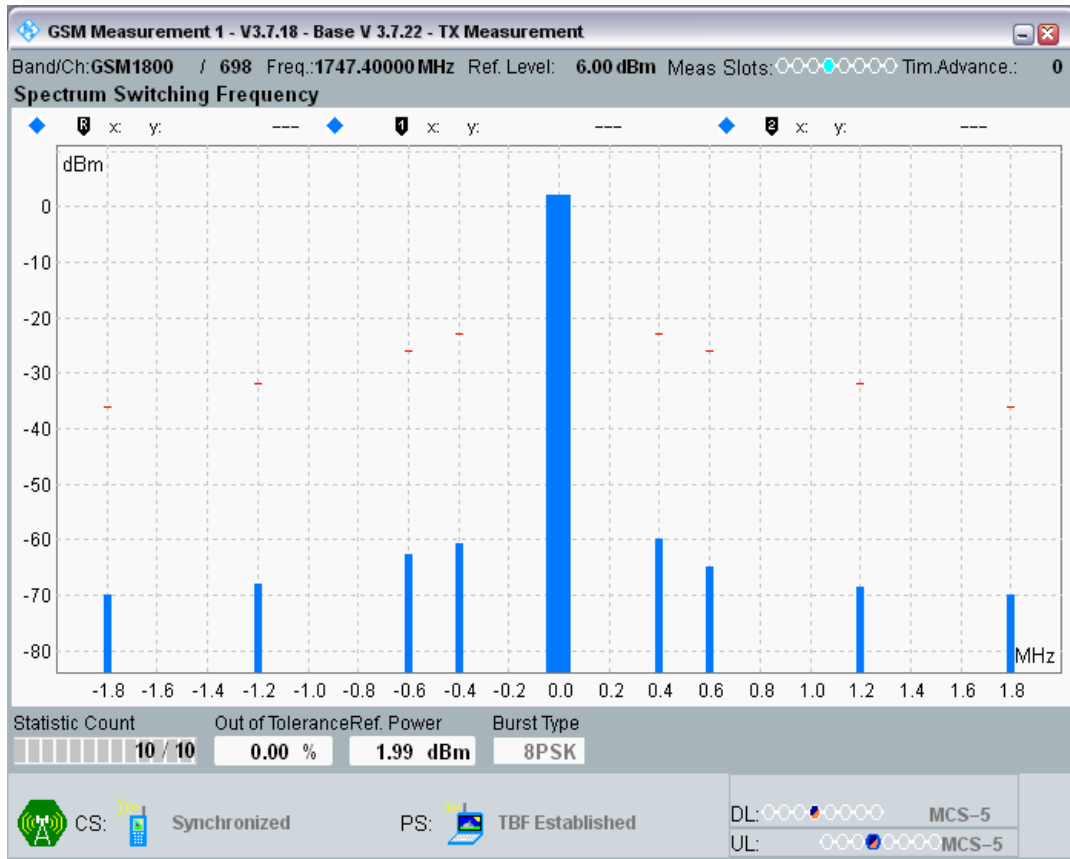 GSM Measurement 1 - V3.7.18 - Base V 3.7.22 - TX Measurement
Band/Ch:GSM1800 / 698 Freq.:1747.40000 MHz Ref. Level: 6.00 dBm Meas Slots: Tim.Advance.: 0
Spectrum Switching Frequency
R x: y: --- 1 x: y: --- 2 x: y: ---
dBm
0
-10
-20
-30
-40
-50
-60
-70
-80
MHz
-1.8 -1.6 -1.4 -1.2 -1.0 -0.8 -0.6 -0.4 -0.2 0.0 0.2 0.4 0.6 0.8 1.0 1.2 1.4 1.6 1.8
Statistic Count Out of Tolerance Ref. Power Burst Type
10 / 10 0.00 % 1.99 dBm 8PSK
CS: Synchronized PS: TBF Established DL: MCS-5
UL: MCS-5